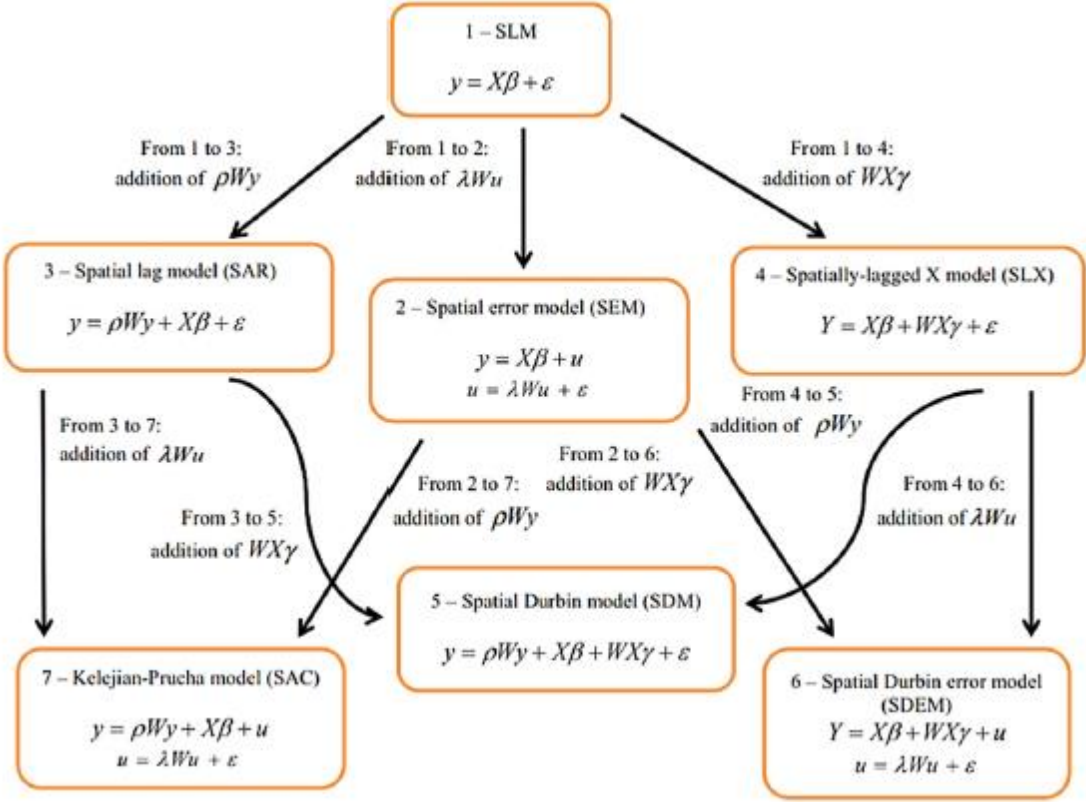 1 – SLM
y = Xβ + ε
From 1 to 3:
addition of ρWy
From 1 to 2:
addition of λWu
From 1 to 4:
addition of WXγ
3 – Spatial lag model (SAR)
y = ρWy + Xβ + ε
2 – Spatial error model (SEM)
y = Xβ + u
u = λWu + ε
4 – Spatially-lagged X model (SLX)
Y = Xβ + WXγ + ε
From 3 to 7:
addition of λWu
From 3 to 5:
addition of WXγ
From 2 to 7:
addition of ρWy
From 2 to 6:
addition of WXγ
From 4 to 5:
addition of ρWy
From 4 to 6:
addition of λWu
5 – Spatial Durbin model (SDM)
y = ρWy + Xβ + WXγ + ε
7 – Kelejian-Prucha model (SAC)
y = ρWy + Xβ + u
u = λWu + ε
6 – Spatial Durbin error model
(SDEM)
Y = Xβ + WXγ + u
u = λWu + ε